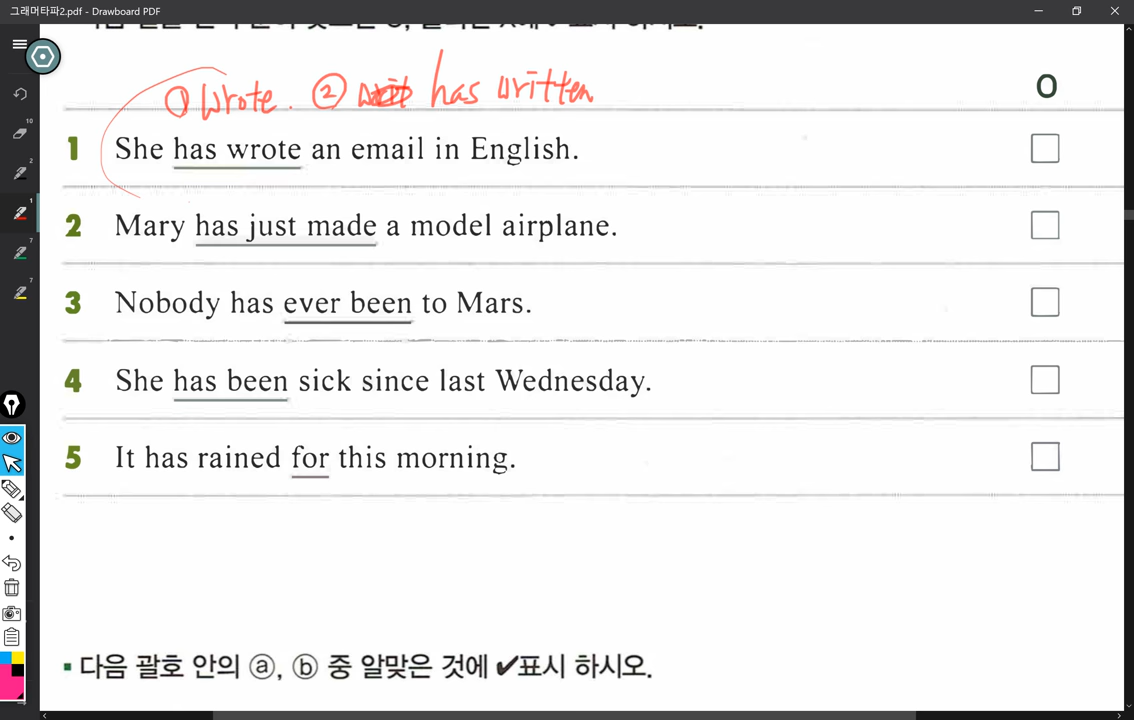 그래머타파2.pdf - Drawboard PDF
① wrote. ② has written
O
1 She has wrote an email in English.
2 Mary has just made a model airplane.
3 Nobody has ever been to Mars.
4 She has been sick since last Wednesday.
5 It has rained for this morning.
▪ 다음 괄호 안의 ⓐ, ⓑ 중 알맞은 것에 ✔표시 하시오.